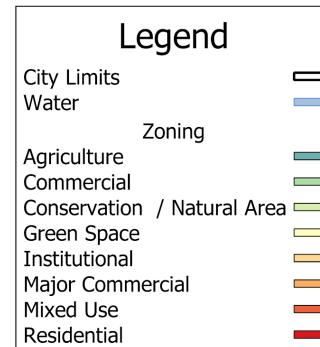 Legend
City Limits
Water
Zoning
Agriculture
Commercial
Conservation / Natural Area
Green Space
Institutional
Major Commercial
Mixed Use
Residential